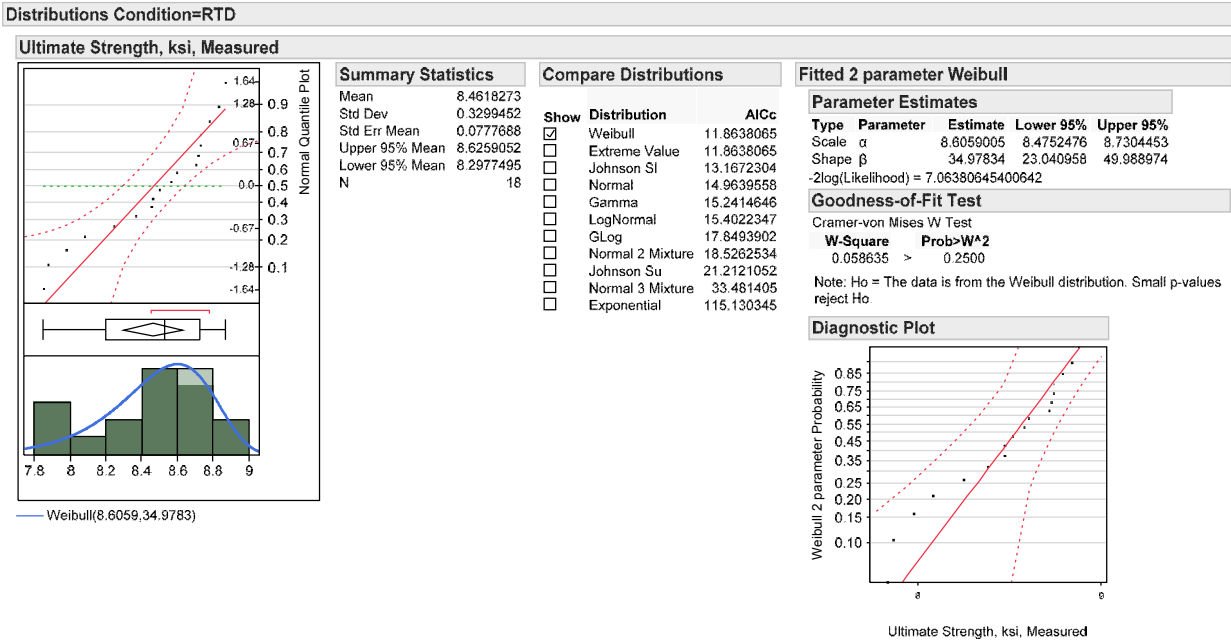 Distributions Condition=RTD
Ultimate Strength, ksi, Measured
1.64
1.28
0.67
0.0
-0.67
-1.28
-1.64
0.9
0.8
0.7
0.6
0.5
0.4
0.3
0.2
0.1
Normal Quantile Plot
7.8 8 8.2 8.4 8.6 8.8 9
Weibull(8.6059,34.9783)
Summary Statistics
Mean 8.4618273
Std Dev 0.3299452
Std Err Mean 0.0777688
Upper 95% Mean 8.6259052
Lower 95% Mean 8.2977495
N 18
Compare Distributions
Show Distribution AICc
Weibull 11.8638065
Extreme Value 11.8638065
Johnson Sl 13.1672304
Normal 14.9639558
Gamma 15.2414646
LogNormal 15.4022347
GLog 17.8493902
Normal 2 Mixture 18.5262534
Johnson Su 21.2121052
Normal 3 Mixture 33.481405
Exponential 115.130345
Fitted 2 parameter Weibull
Parameter Estimates
Type Parameter Estimate Lower 95% Upper 95%
Scale α 8.6059005 8.4752476 8.7304453
Shape β 34.97834 23.040958 49.988974
-2log(Likelihood) = 7.06380645400642
Goodness-of-Fit Test
Cramer-von Mises W Test
W-Square Prob>W^2
0.058635 > 0.2500
Note: Ho = The data is from the Weibull distribution. Small p-values
reject Ho.
Diagnostic Plot
Weibull 2 parameter Probability
0.85
0.75
0.65
0.55
0.45
0.35
0.25
0.20
0.15
0.10
8 9
Ultimate Strength, ksi, Measured